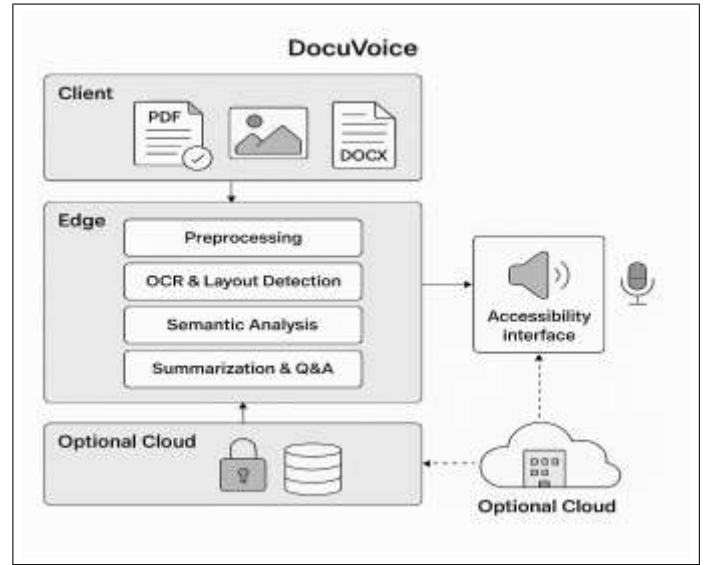 DocuVoice
Client
PDF
DOCX
Edge
Preprocessing
OCR & Layout Detection
Semantic Analysis
Summarization & Q&A
Accessibility
interface
Optional Cloud
Optional Cloud